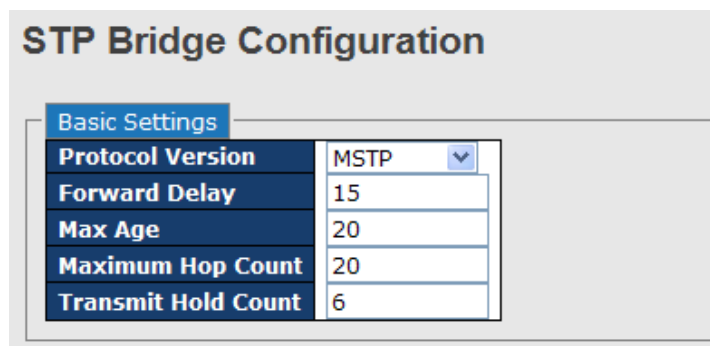 STP Bridge Configuration
Basic Settings
Protocol Version MSTP
Forward Delay 15
Max Age 20
Maximum Hop Count 20
Transmit Hold Count 6